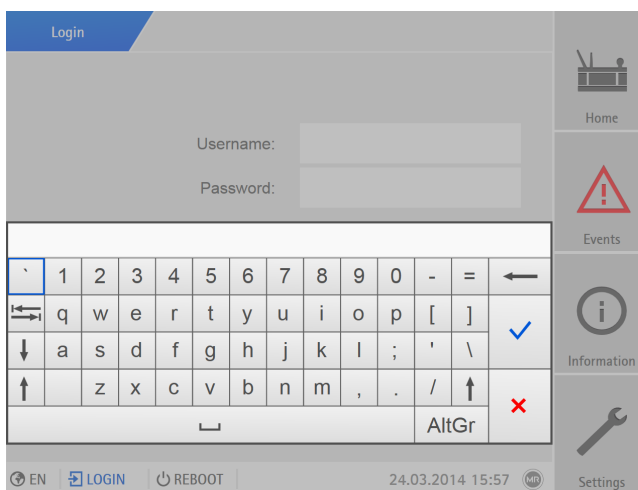 Login
Home
Username:
Password:
Events
` 1 2 3 4 5 6 7 8 9 0 - =
q w e r t y u i o p [ ]
a s d f g h j k l ; ' \
z x c v b n m , . /
AltGr
Information
EN LOGIN REBOOT 24.03.2014 15:57 MR
Settings